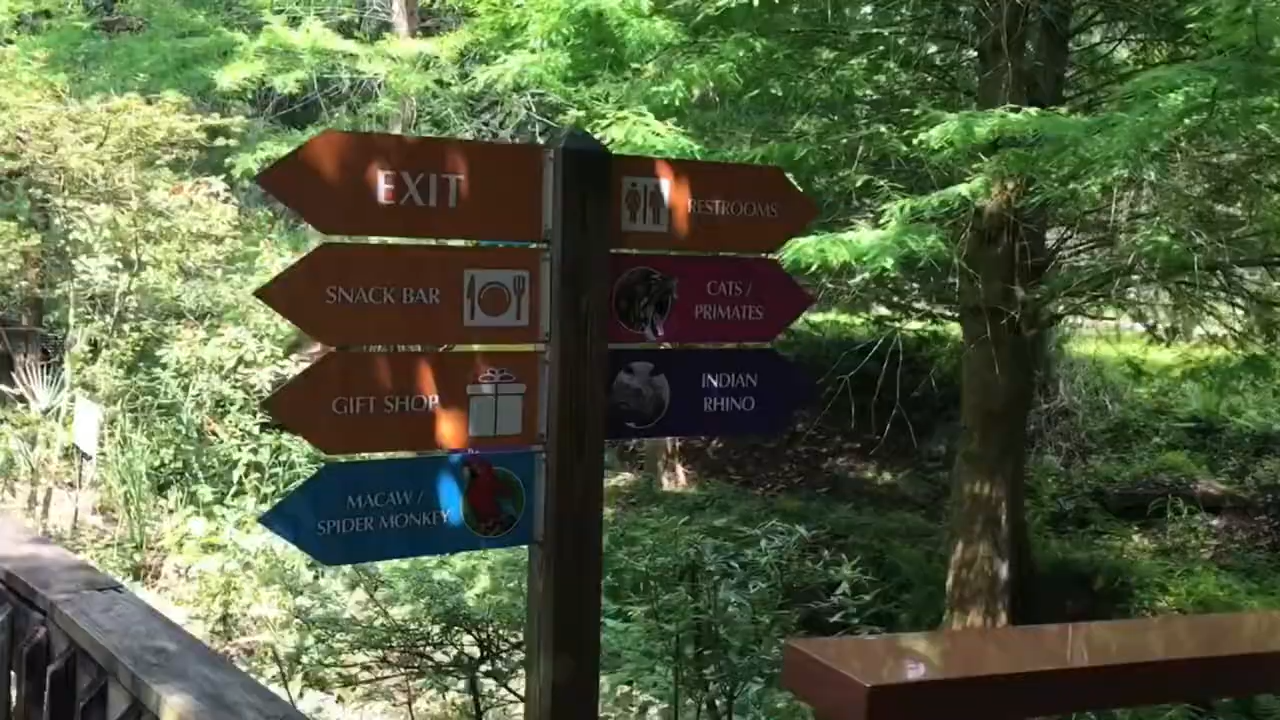 EXIT
SNACK BAR
GIFT SHOP
MACAW /
SPIDER MONKEY
RESTROOMS
CATS /
PRIMATES
INDIAN
RHINO